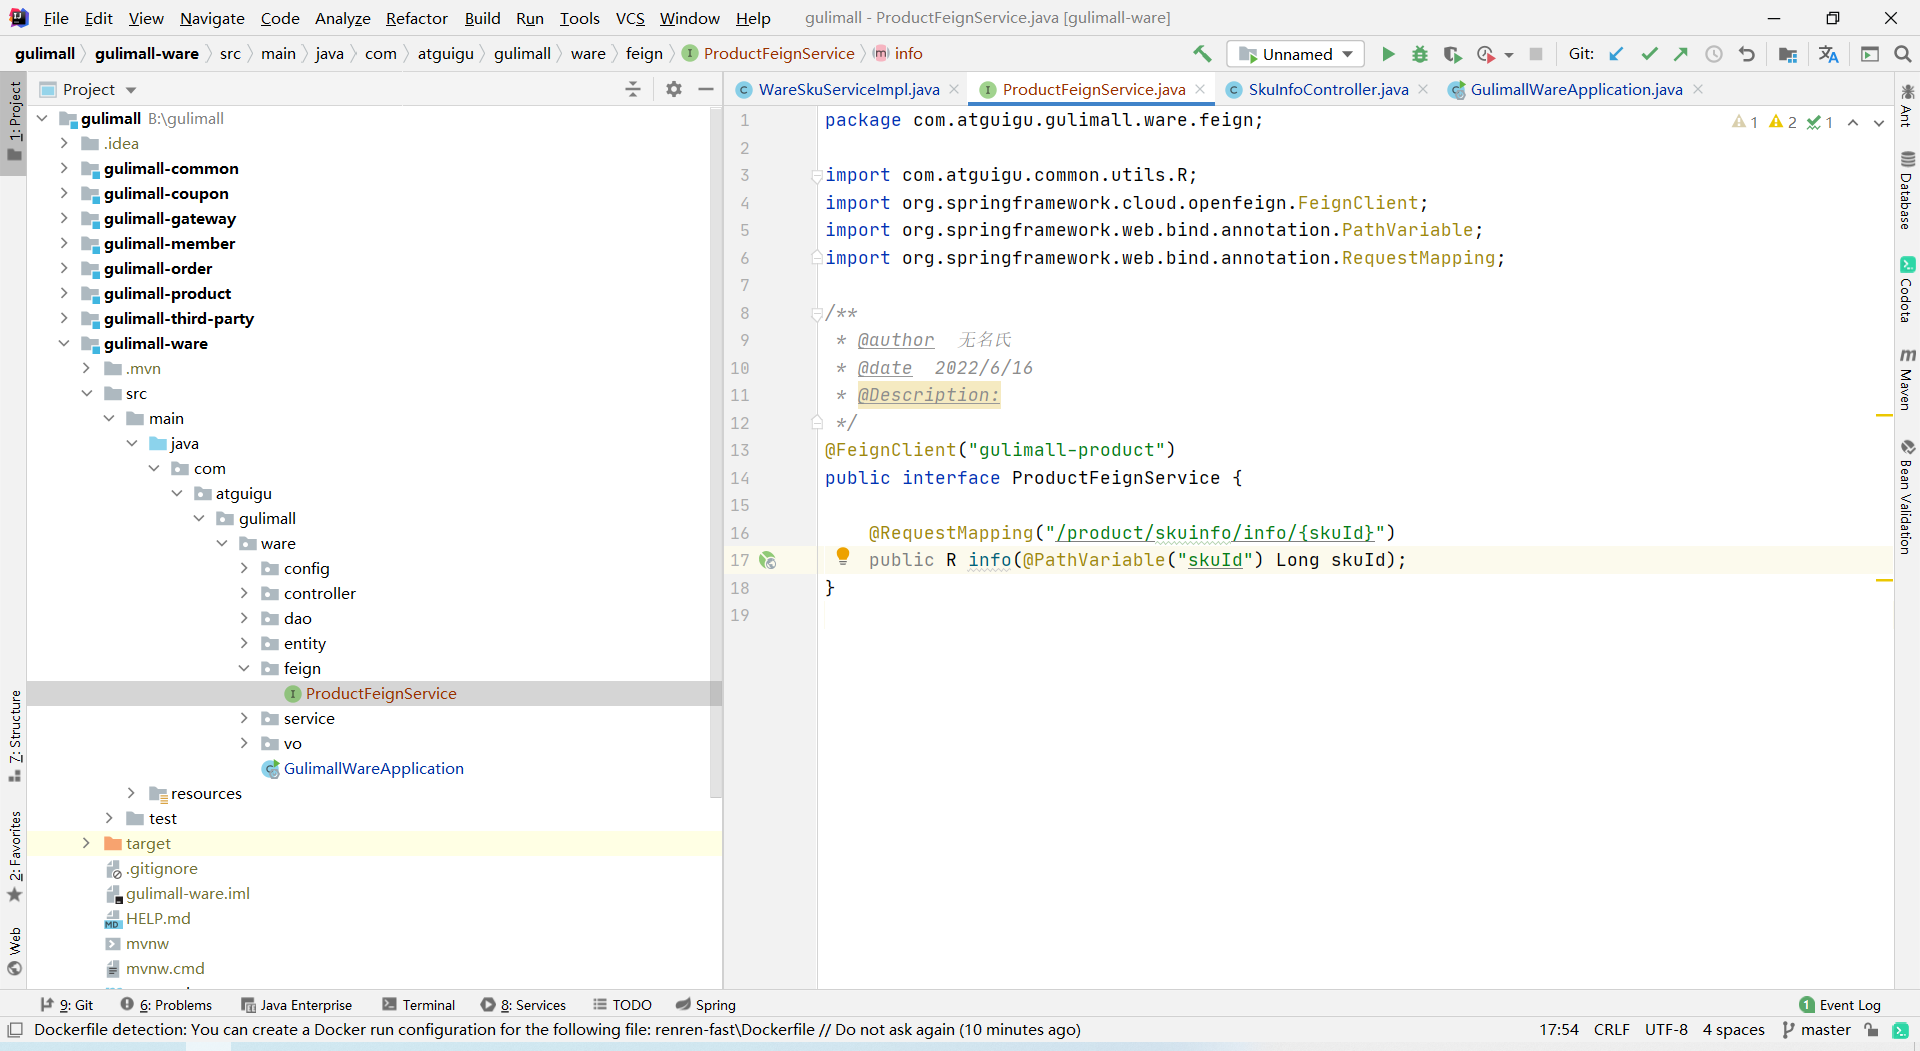 File Edit View Navigate Code Analyze Refactor Build Run Tools VCS Window Help gulimall - ProductFeignService.java [gulimall-ware]
gulimall gulimall-ware src main java com atguigu gulimall ware feign ProductFeignService info Unnamed Git:
Project
WareSkuServiceImpl.java ProductFeignService.java SkuInfoController.java GulimallWareApplication.java
1: Project
7: Structure
2: Favorites
Web
gulimall B:\gulimall
.idea
gulimall-common
gulimall-coupon
gulimall-gateway
gulimall-member
gulimall-order
gulimall-product
gulimall-third-party
gulimall-ware
.mvn
src
main
java
com
atguigu
gulimall
ware
config
controller
dao
entity
feign
ProductFeignService
service
vo
GulimallWareApplication
resources
test
target
.gitignore
gulimall-ware.iml
HELP.md
mvnw
mvnw.cmd
1 package com.atguigu.gulimall.ware.feign;
2
3 import com.atguigu.common.utils.R;
4 import org.springframework.cloud.openfeign.FeignClient;
5 import org.springframework.web.bind.annotation.PathVariable;
6 import org.springframework.web.bind.annotation.RequestMapping;
7
8 /**
9 * @author 无名氏
10 * @date 2022/6/16
11 * @Description:
12 */
13 @FeignClient("gulimall-product")
14 public interface ProductFeignService {
15
16 @RequestMapping("/product/skuinfo/info/{skuId}")
17 public R info(@PathVariable("skuId") Long skuId);
18 }
19
1 2 1
Ant
Database
Codota
Maven
Bean Validation
9: Git 6: Problems Java Enterprise Terminal 8: Services TODO Spring 1 Event Log
Dockerfile detection: You can create a Docker run configuration for the following file: renren-fast\Dockerfile // Do not ask again (10 minutes ago) 17:54 CRLF UTF-8 4 spaces master